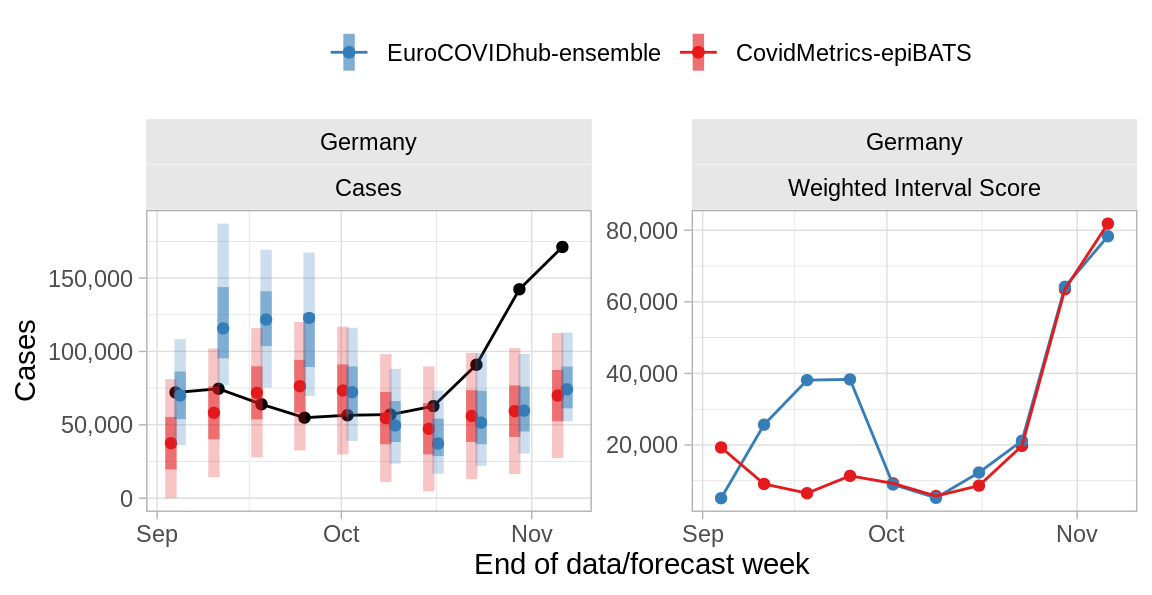 EuroCOVIDhub-ensemble CovidMetrics-epiBATS
Germany
Cases
Cases
150,000
100,000
50,000
0
Sep Oct Nov
Germany
Weighted Interval Score
80,000
60,000
40,000
20,000
Sep Oct Nov
End of data/forecast week